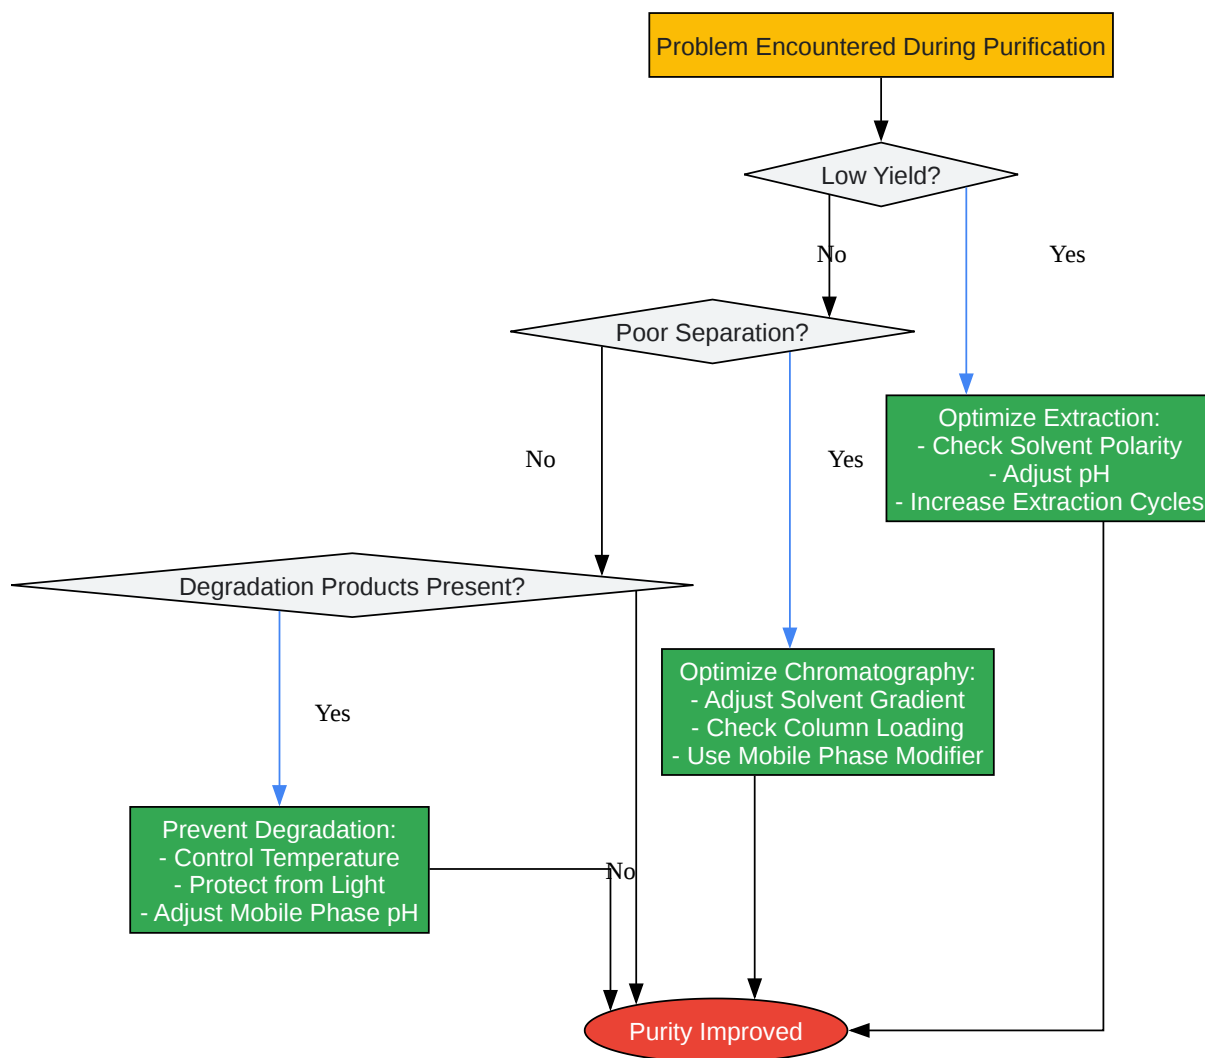 Problem Encountered During Purification
Low Yield?
No
Yes
Poor Separation?
No
Yes
Optimize Extraction:
- Check Solvent Polarity
- Adjust pH
- Increase Extraction Cycles
Degradation Products Present?
Yes
Optimize Chromatography:
- Adjust Solvent Gradient
- Check Column Loading
- Use Mobile Phase Modifier
Prevent Degradation:
- Control Temperature
- Protect from Light
- Adjust Mobile Phase pH
No
Purity Improved